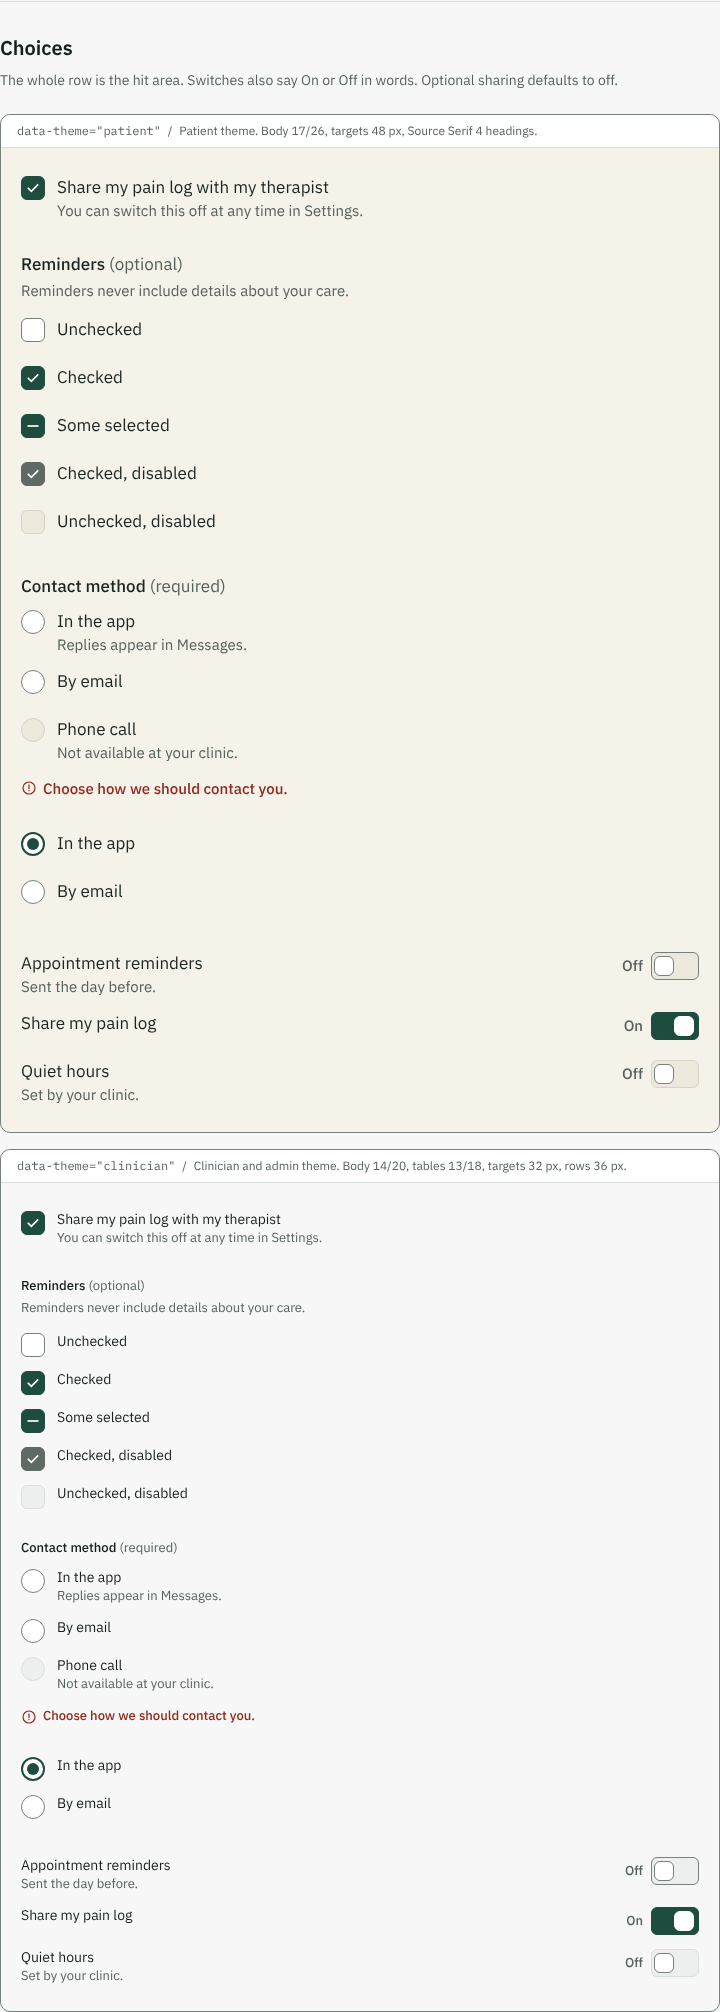 Choices
The whole row is the hit area. Switches also say On or Off in words. Optional sharing defaults to off.
data-theme="patient" / Patient theme. Body 17/26, targets 48 px, Source Serif 4 headings.
Share my pain log with my therapist
You can switch this off at any time in Settings.
Reminders (optional)
Reminders never include details about your care.
Unchecked
Checked
Some selected
Checked, disabled
Unchecked, disabled
Contact method (required)
In the app
Replies appear in Messages.
By email
Phone call
Not available at your clinic.
Choose how we should contact you.
In the app
By email
Appointment reminders Off
Sent the day before.
Share my pain log On
Quiet hours Off
Set by your clinic.
data-theme="clinician" / Clinician and admin theme. Body 14/20, tables 13/18, targets 32 px, rows 36 px.
Share my pain log with my therapist
You can switch this off at any time in Settings.
Reminders (optional)
Reminders never include details about your care.
Unchecked
Checked
Some selected
Checked, disabled
Unchecked, disabled
Contact method (required)
In the app
Replies appear in Messages.
By email
Phone call
Not available at your clinic.
Choose how we should contact you.
In the app
By email
Appointment reminders Off
Sent the day before.
Share my pain log On
Quiet hours Off
Set by your clinic.